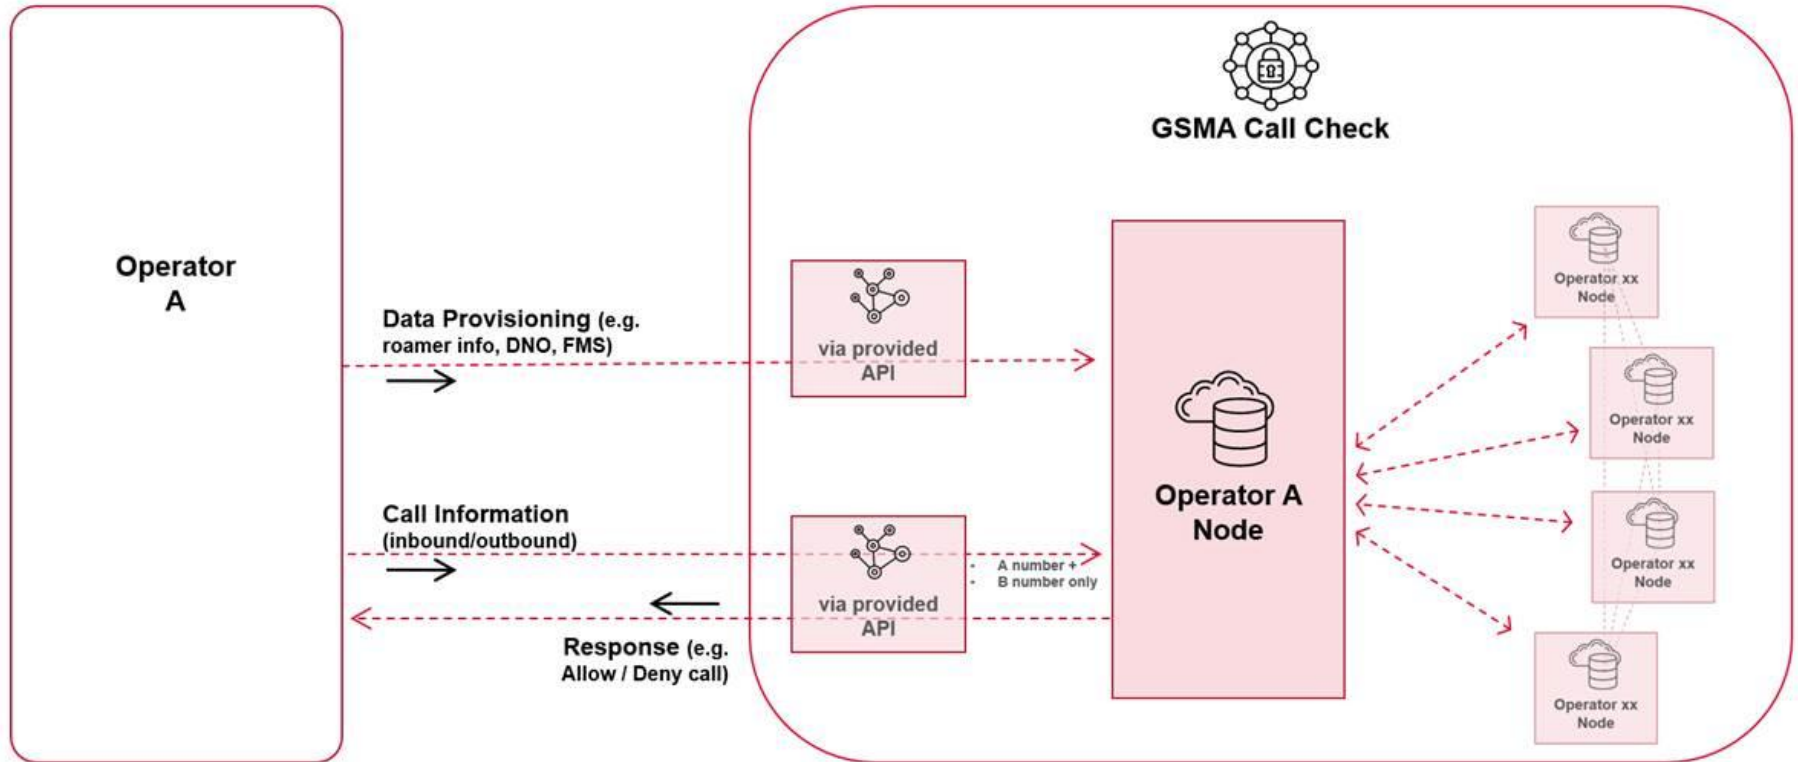 GSMA Call Check
Operator
A
Data Provisioning (e.g.
roamer info, DNO, FMS)
via provided
API
Call Information
(inbound/outbound)
• A number +
• B number only
via provided
API
Response (e.g.
Allow / Deny call)
Operator A
Node
Operator xx
Node
Operator xx
Node
Operator xx
Node
Operator xx
Node